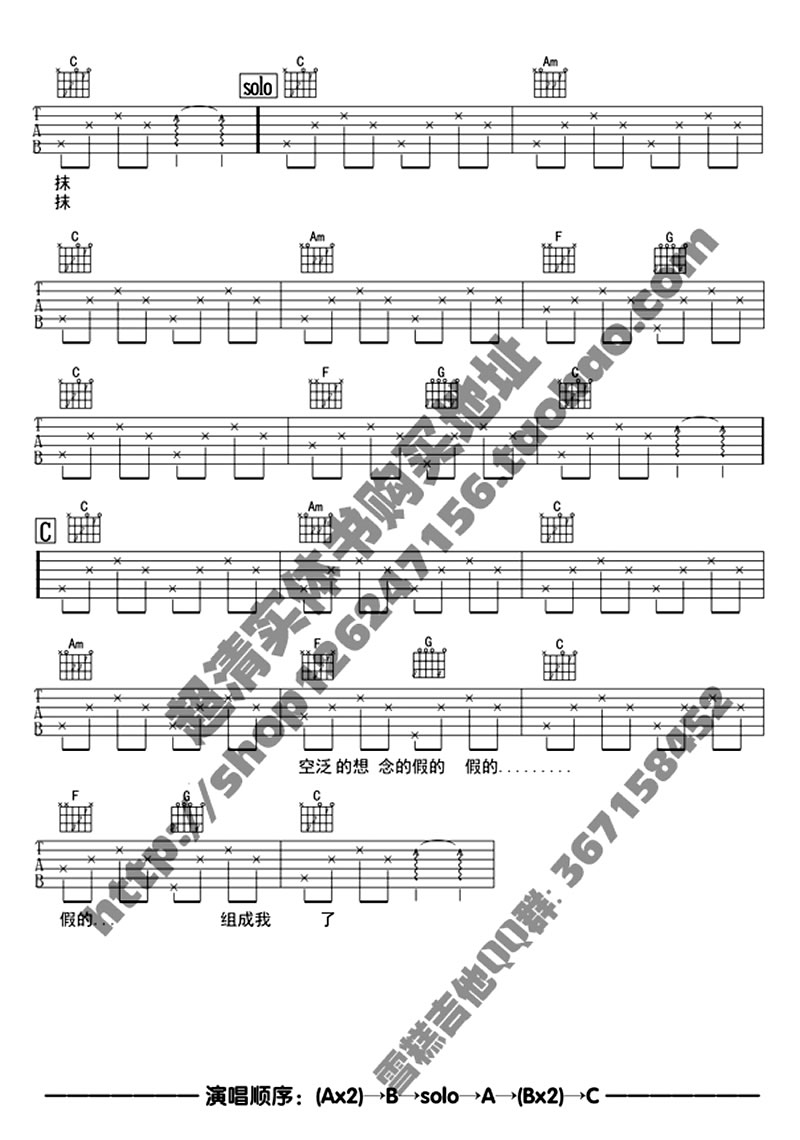 C solo C Am
T
A
B
抹
抹
C Am F G
T
A
B
C F G C
T
A
B
C C Am C
Am F G C
T
A
B
空泛的想 念的假的 假的.........
F G C
T
A
B
假的... 组成我 了
超清实体书购买地址
http://shop126247156.taobao.com
雪糕吉他QQ群: 367158452
演唱顺序: (Ax2)→B→solo→A→(Bx2)→C